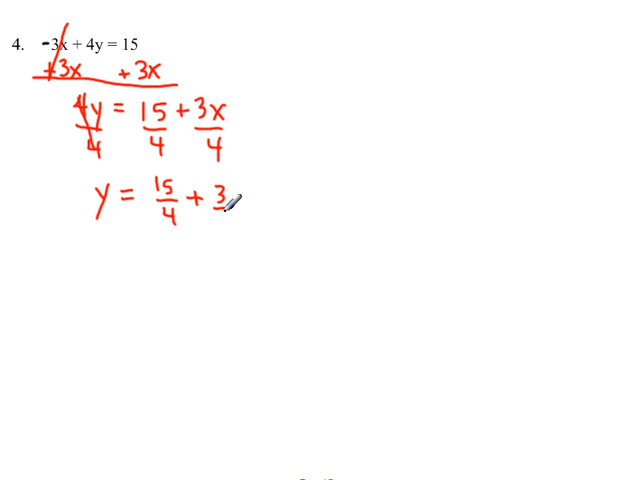 4. -3x + 4y = 15
+3x +3x
4y = 15 + 3x
4 4 4
y = 15/4 + 3